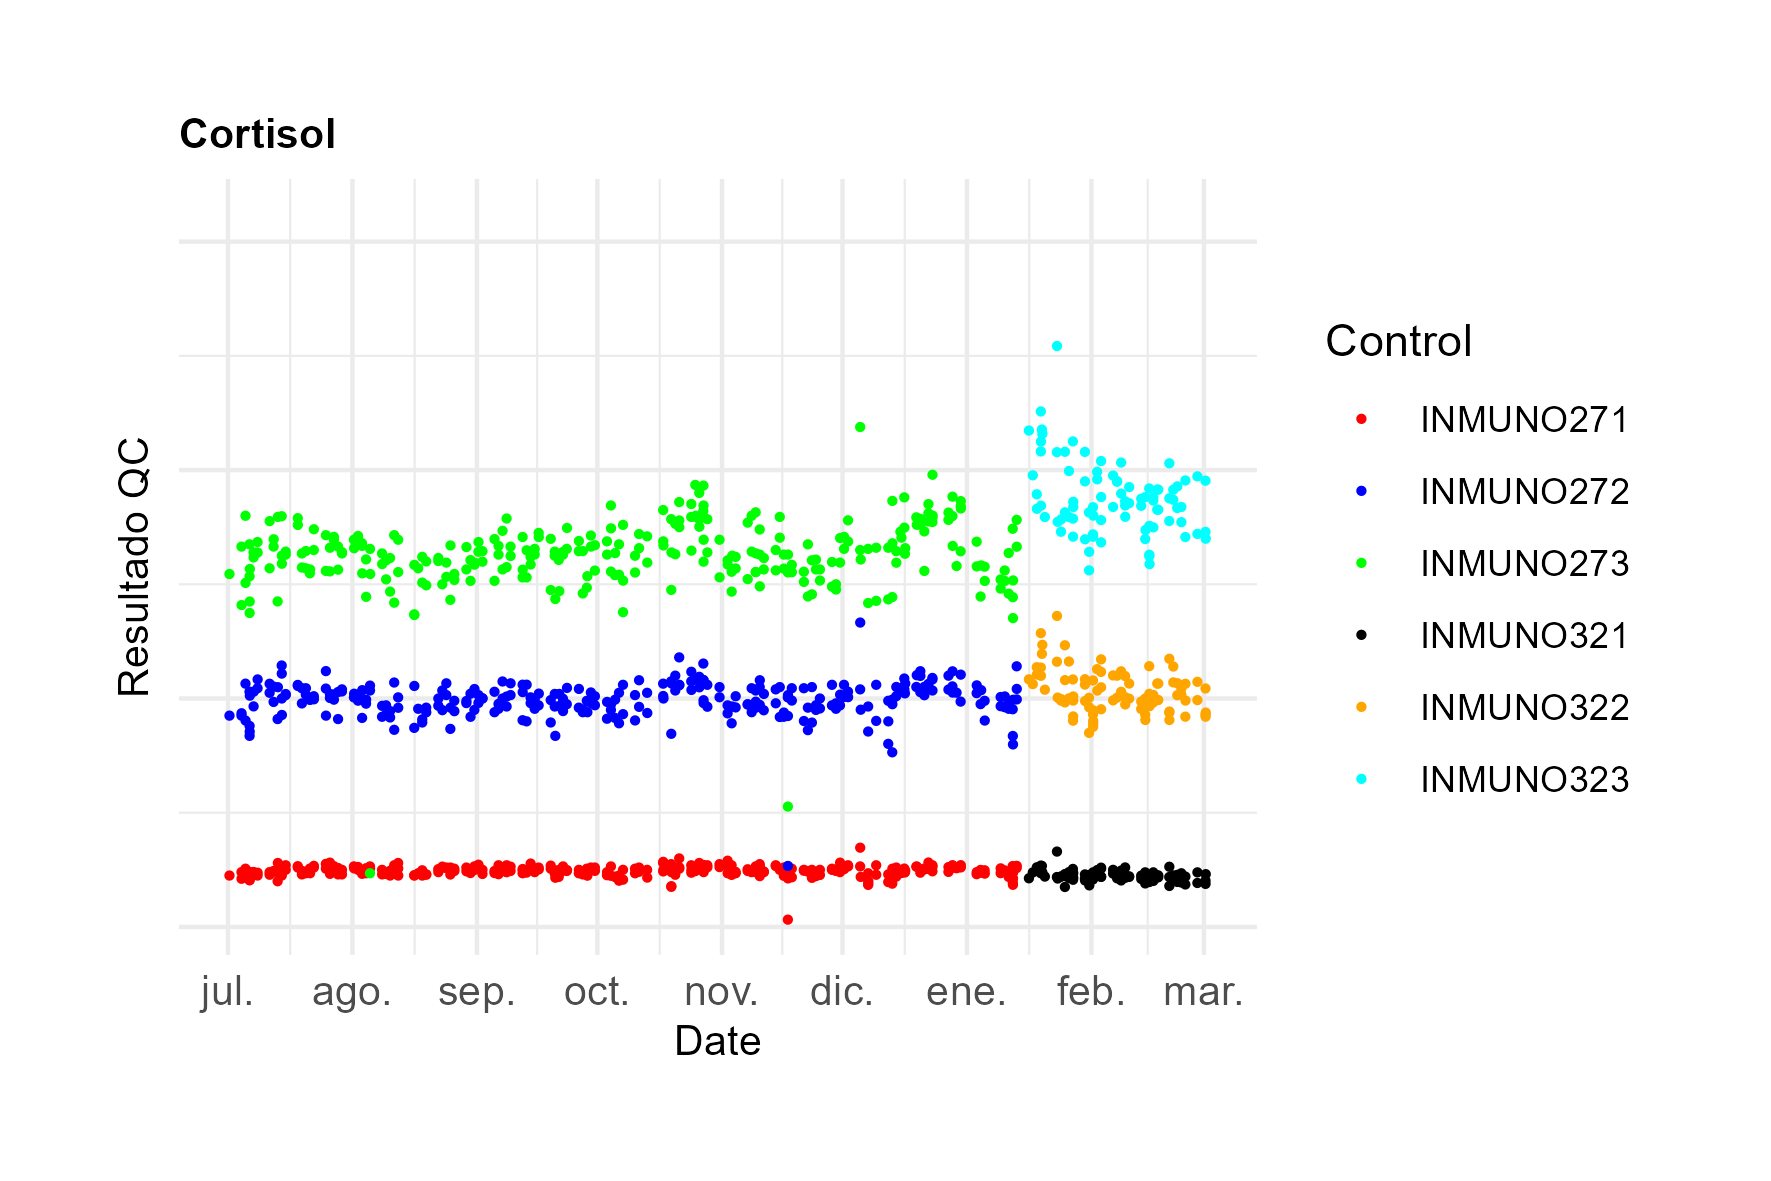 Cortisol
Resultado QC
jul. ago. sep. oct. nov. dic. ene. feb. mar.
Date
Control
INMUNO271
INMUNO272
INMUNO273
INMUNO321
INMUNO322
INMUNO323